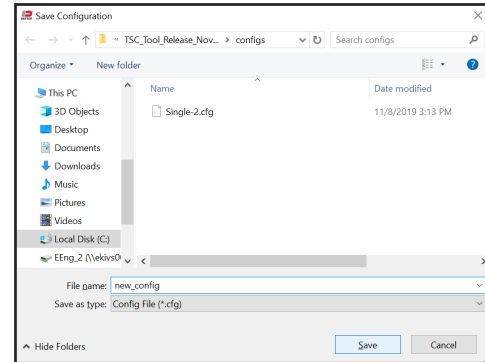 Save Configuration
« TSC_Tool_Release_Nov... > configs
Search configs
Organize
New folder
Name
Date modified
This PC
3D Objects
Desktop
Documents
Downloads
Music
Pictures
Videos
Local Disk (C:)
EEng_2 (\\ekivs0
Single-2.cfg
11/8/2019 3:13 PM
File name: new_config
Save as type: Config File (*.cfg)
Hide Folders
Save
Cancel